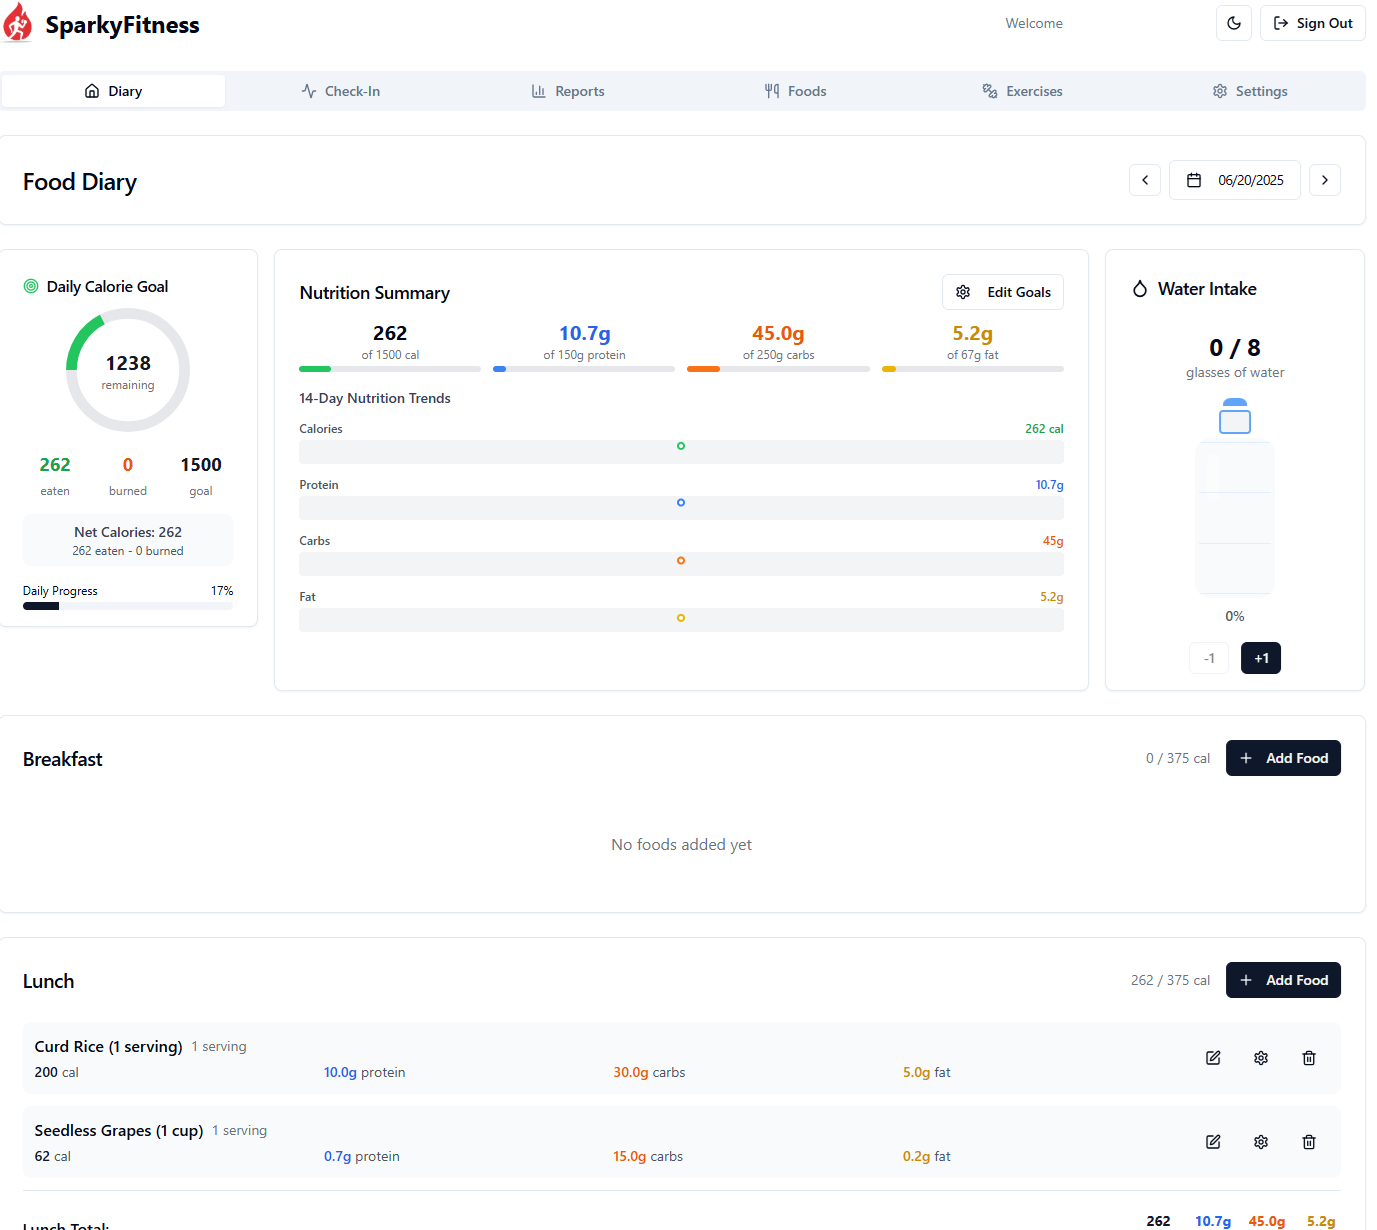 SparkyFitness
Welcome
Sign Out
Diary
Check-In
Reports
Foods
Exercises
Settings
Food Diary
06/20/2025
Daily Calorie Goal
1238
remaining
262
eaten
0
burned
1500
goal
Net Calories: 262
262 eaten - 0 burned
Daily Progress 17%
Nutrition Summary
Edit Goals
262
of 1500 cal
10.7g
of 150g protein
45.0g
of 250g carbs
5.2g
of 67g fat
14-Day Nutrition Trends
Calories 262 cal
Protein 10.7g
Carbs 45g
Fat 5.2g
Water Intake
0 / 8
glasses of water
0%
-1
+1
Breakfast
0 / 375 cal
Add Food
No foods added yet
Lunch
262 / 375 cal
Add Food
Curd Rice (1 serving) 1 serving
200 cal 10.0g protein 30.0g carbs 5.0g fat
Seedless Grapes (1 cup) 1 serving
62 cal 0.7g protein 15.0g carbs 0.2g fat
Lunch Total: 262 10.7g 45.0g 5.2g